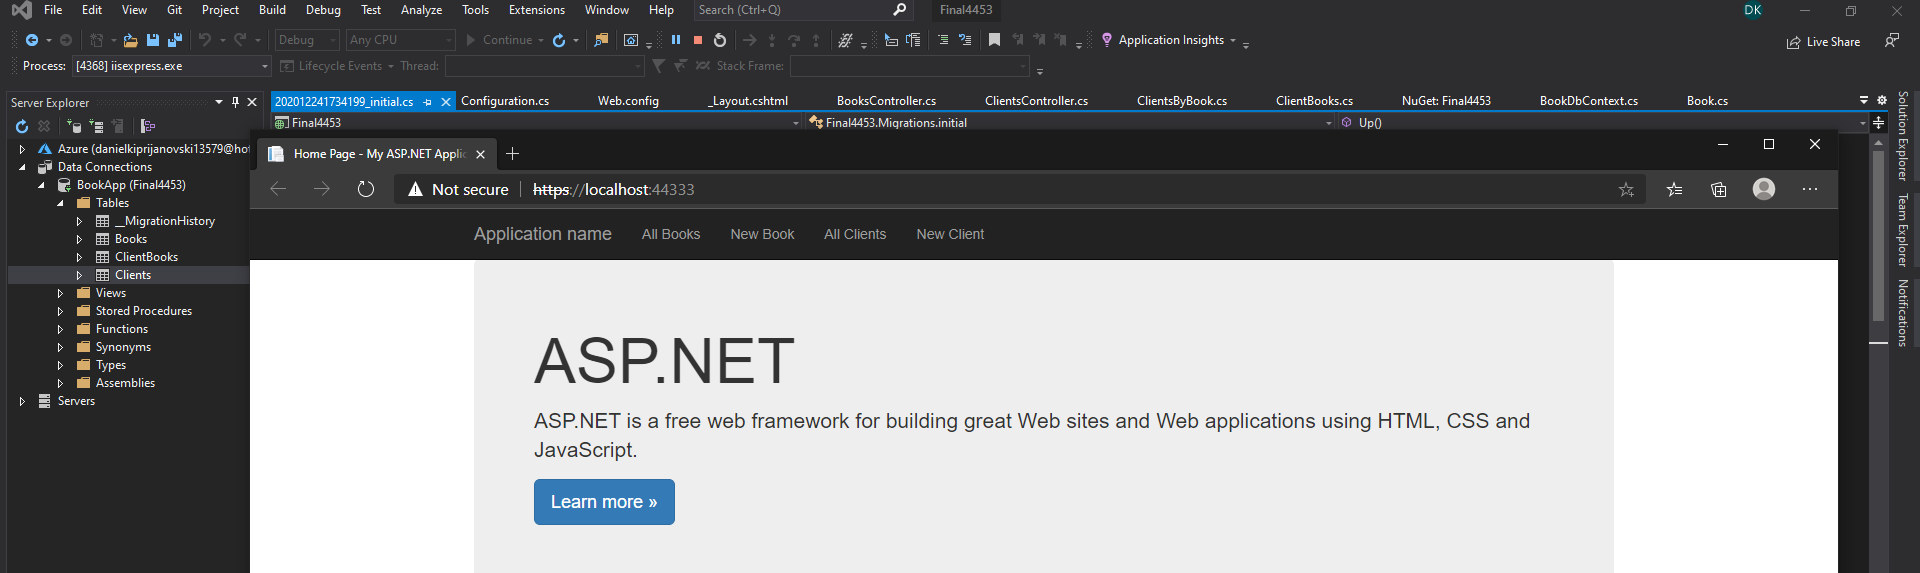 File Edit View Git Project Build Debug Test Analyze Tools Extensions Window Help Search (Ctrl+Q) Final4453 DK
Debug Any CPU Continue Application Insights Live Share
Process: [4368] iisexpress.exe Lifecycle Events Thread: Stack Frame:
Server Explorer
202012241734199_initial.cs Configuration.cs Web.config _Layout.cshtml BooksController.cs ClientsController.cs ClientsByBook.cs ClientBooks.cs NuGet: Final4453 BookDbContext.cs Book.cs
Final4453 Final4453.Migrations.initial Up()
Azure (danielkiprijanovski13579@hot
Data Connections
BookApp (Final4453)
Tables
__MigrationHistory
Books
ClientBooks
Clients
Views
Stored Procedures
Functions
Synonyms
Types
Assemblies
Servers
Home Page - My ASP.NET Applic
Not secure https://localhost:44333
Application name All Books New Book All Clients New Client
ASP.NET
ASP.NET is a free web framework for building great Web sites and Web applications using HTML, CSS and
JavaScript.
Learn more »
Solution Explorer
Team Explorer
Notifications